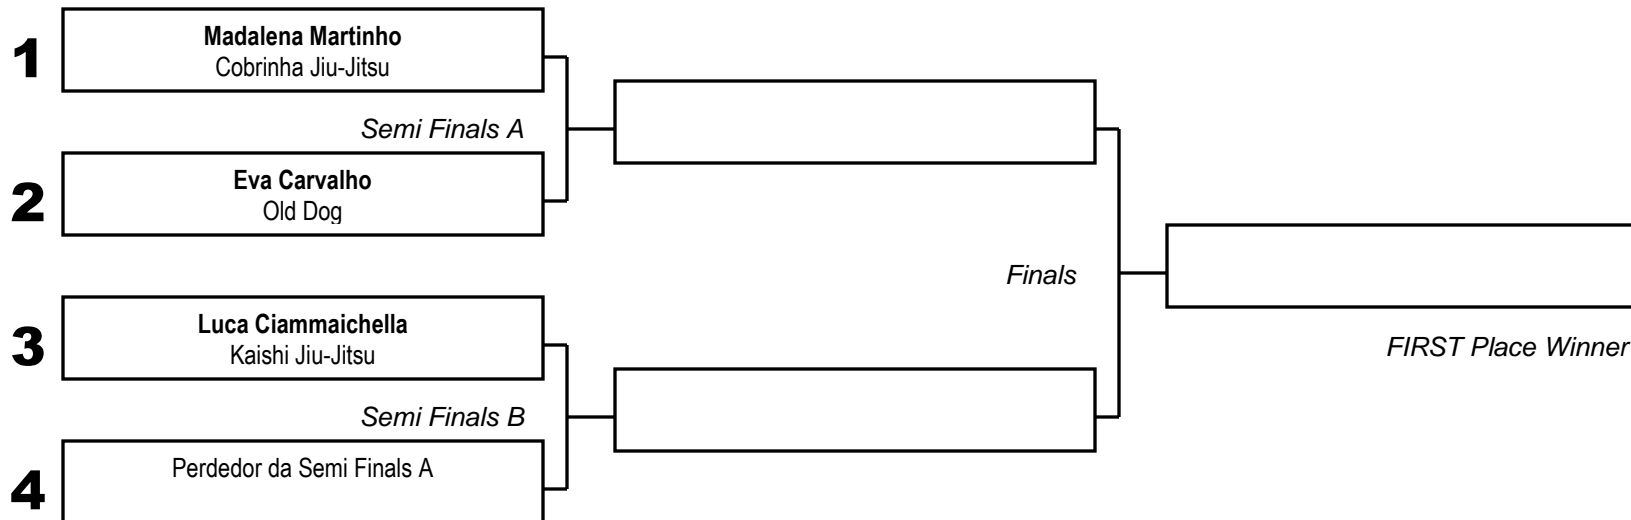 1
Madalena Martinho
Cobrinha Jiu-Jitsu
Semi Finals A
2
Eva Carvalho
Old Dog
Finals
3
Luca Ciammaichella
Kaishi Jiu-Jitsu
FIRST Place Winner
Semi Finals B
4
Perdedor da Semi Finals A